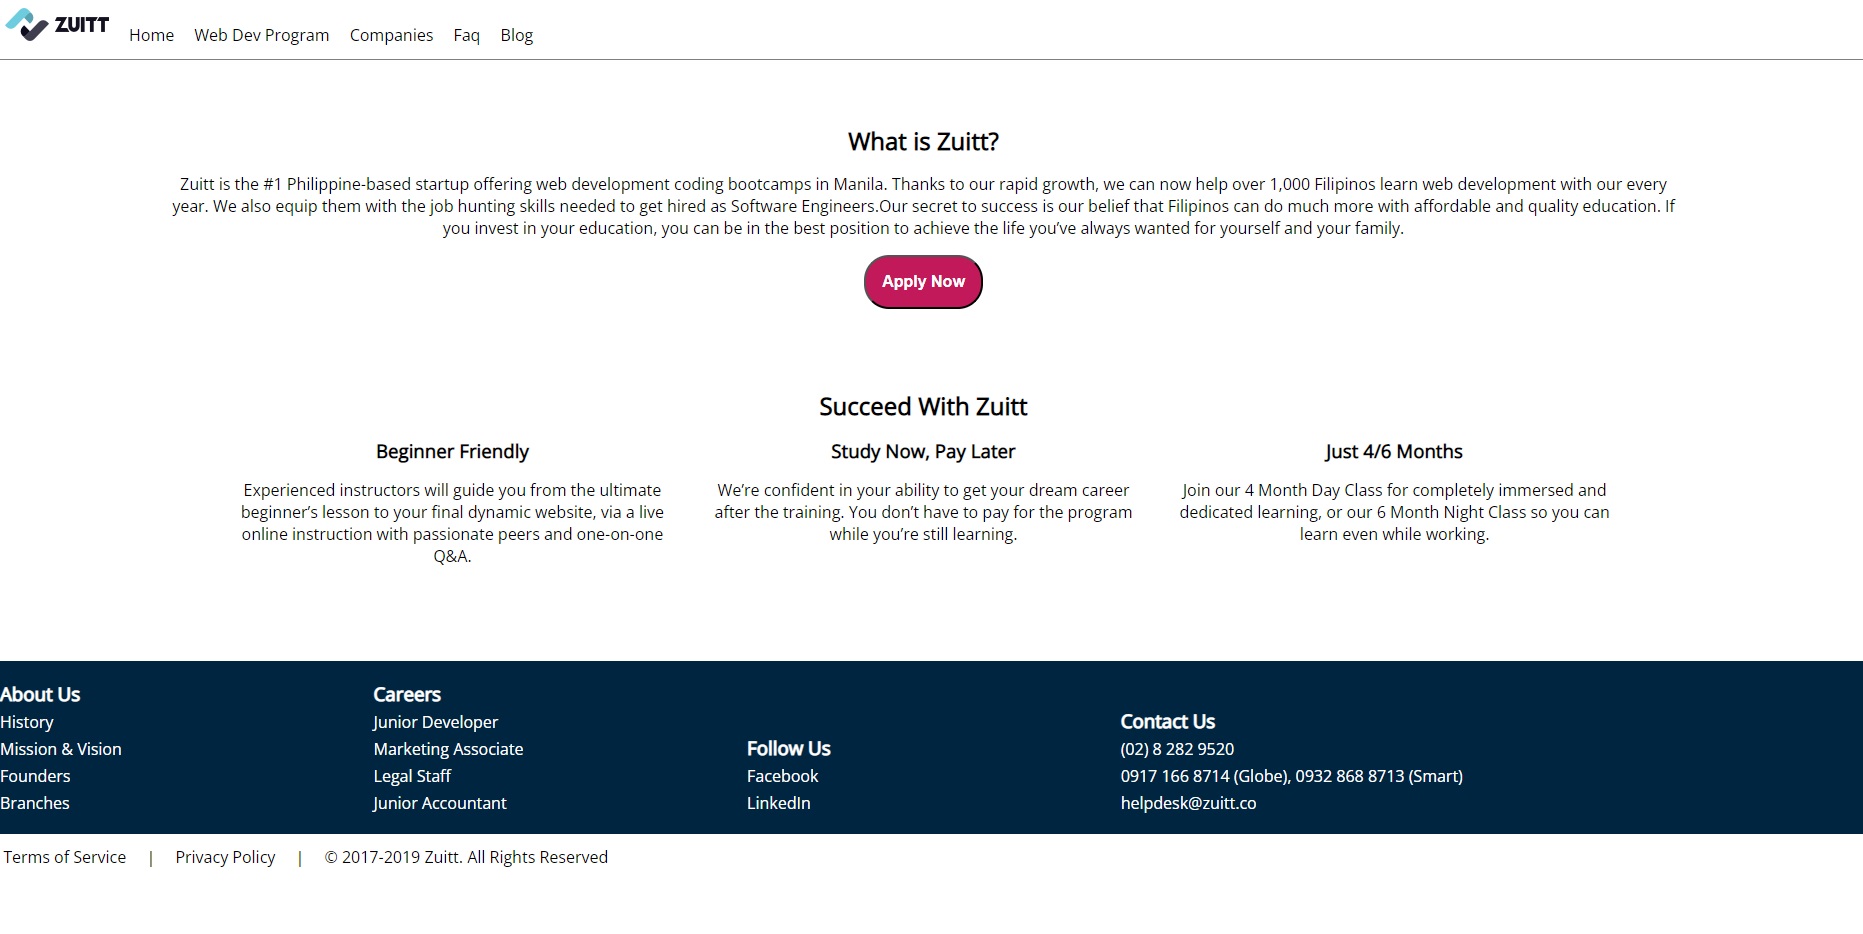 ZUITT
Home Web Dev Program Companies Faq Blog
What is Zuitt?
Zuitt is the #1 Philippine-based startup offering web development coding bootcamps in Manila. Thanks to our rapid growth, we can now help over 1,000 Filipinos learn web development with our every
year. We also equip them with the job hunting skills needed to get hired as Software Engineers.Our secret to success is our belief that Filipinos can do much more with affordable and quality education. If
you invest in your education, you can be in the best position to achieve the life you’ve always wanted for yourself and your family.
Apply Now
Succeed With Zuitt
Beginner Friendly
Experienced instructors will guide you from the ultimate
beginner’s lesson to your final dynamic website, via a live
online instruction with passionate peers and one-on-one
Q&A.
Study Now, Pay Later
We’re confident in your ability to get your dream career
after the training. You don’t have to pay for the program
while you’re still learning.
Just 4/6 Months
Join our 4 Month Day Class for completely immersed and
dedicated learning, or our 6 Month Night Class so you can
learn even while working.
About Us
History
Mission & Vision
Founders
Branches
Careers
Junior Developer
Marketing Associate
Legal Staff
Junior Accountant
Follow Us
Facebook
LinkedIn
Contact Us
(02) 8 282 9520
0917 166 8714 (Globe), 0932 868 8713 (Smart)
helpdesk@zuitt.co
Terms of Service | Privacy Policy | © 2017-2019 Zuitt. All Rights Reserved